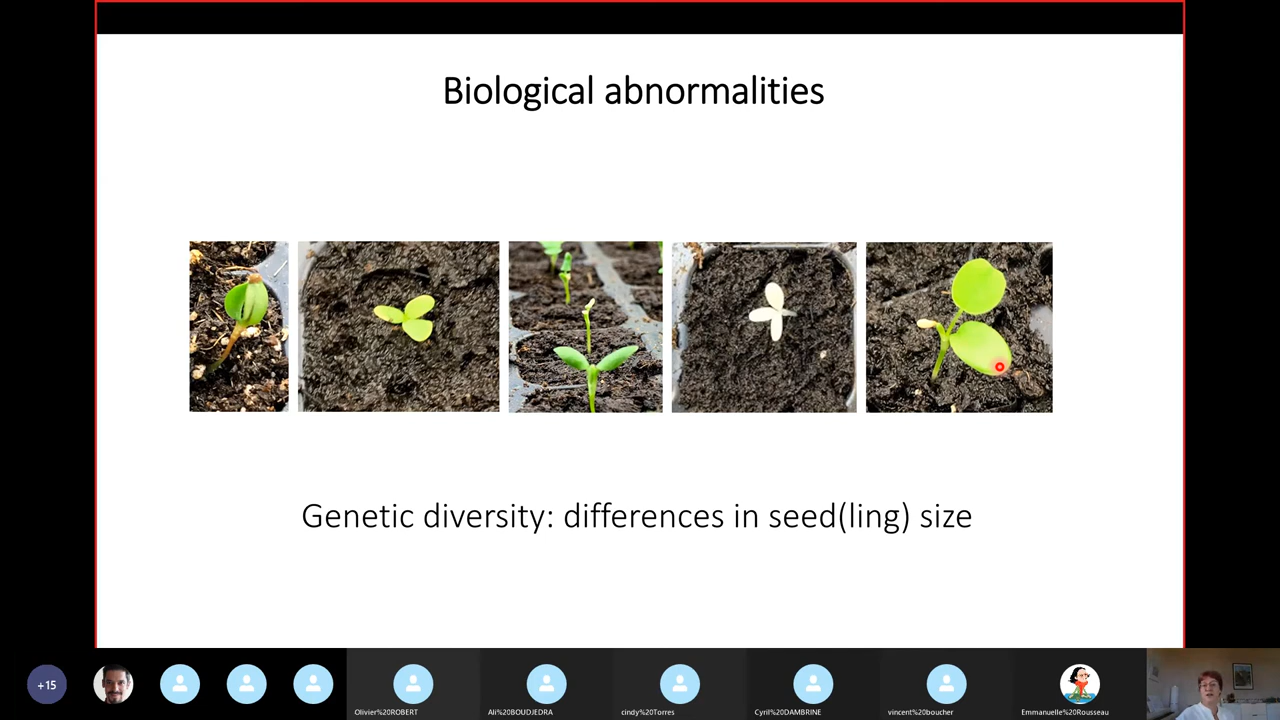 Biological abnormalities
Genetic diversity: differences in seed(ling) size
+15
Olivier%20ROBERT
Ali%20BOUDJEDRA
cindy%20Torres
Cyril%20DAMBRINE
vincent%20boucher
Emmanuelle%20Rousseau